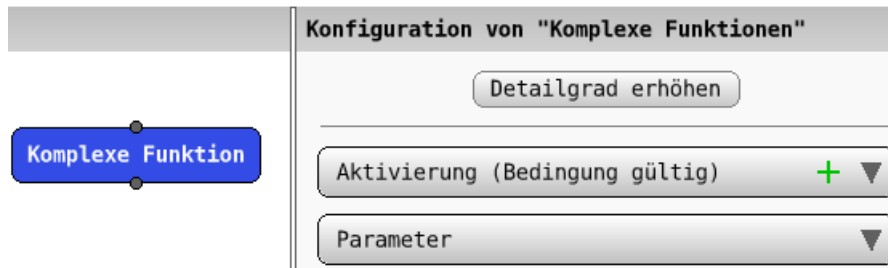 Konfiguration von "Komplexe Funktionen"
Detailgrad erhöhen
Komplexe Funktion
Aktivierung (Bedingung gültig)
Parameter